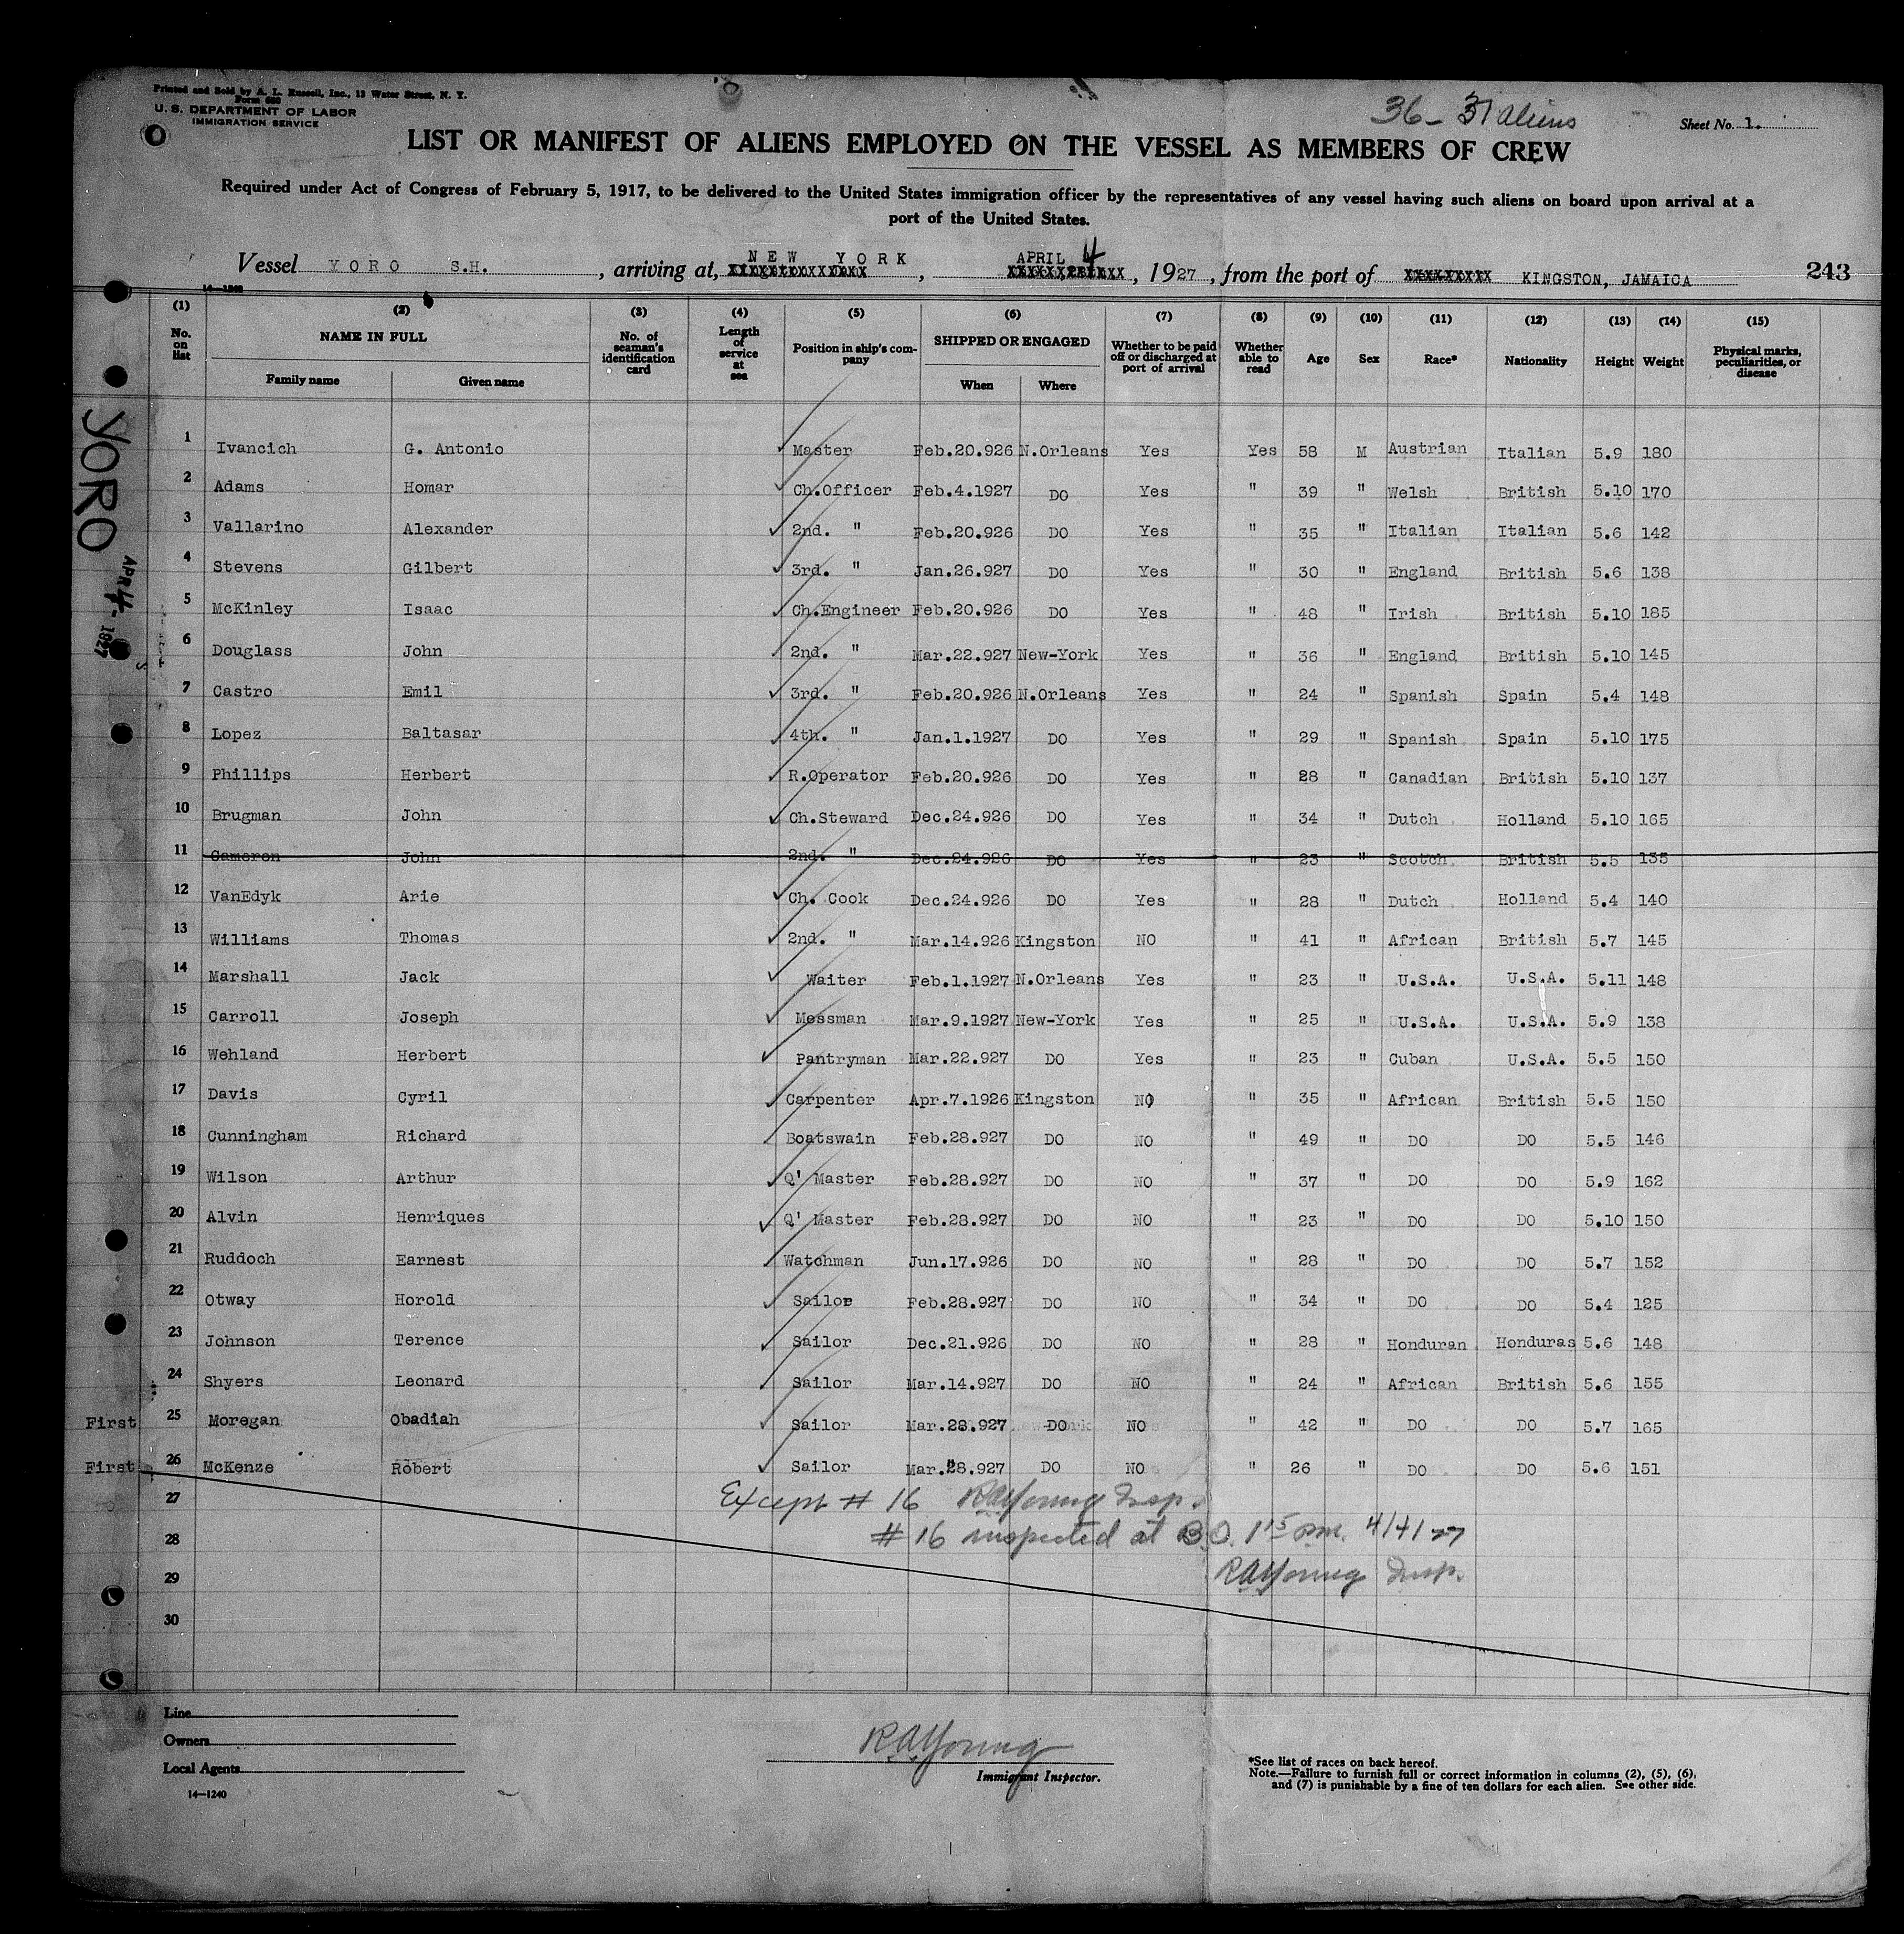 Printed and Sold by A. L. Russell, Inc., 13 Water Street, N. Y.
Form 680
U. S. DEPARTMENT OF LABOR
IMMIGRATION SERVICE
36 - 31 aliens
Sheet No. 1.
LIST OR MANIFEST OF ALIENS EMPLOYED ON THE VESSEL AS MEMBERS OF CREW
Required under Act of Congress of February 5, 1917, to be delivered to the United States immigration officer by the representatives of any vessel having such aliens on board upon arrival at a
port of the United States.
Vessel YORO S.H. , arriving at, NEW YORK , APRIL 4 , 1927 , from the port of KINGSTON, JAMAICA 243
14—1240
(1) (2) (3) (4) (5) (6) (7) (8) (9) (10) (11) (12) (13) (14) (15)
No. on list NAME IN FULL Family name Given name No. of seaman's identification card Length of service at sea Position in ship's company SHIPPED OR ENGAGED When Where Whether to be paid off or discharged at port of arrival Whether able to read Age Sex Race* Nationality Height Weight Physical marks, peculiarities, or disease
YORO
APR 4 - 1927
1 Ivancich G. Antonio Master Feb.20.926 N.Orleans Yes Yes 58 M Austrian Italian 5.9 180
2 Adams Homar Ch.Officer Feb.4.1927 DO Yes " 39 " Welsh British 5.10 170
3 Vallarino Alexander 2nd. " Feb.20.926 DO Yes " 35 " Italian Italian 5.6 142
4 Stevens Gilbert 3rd. " Jan.26.927 DO Yes " 30 " England British 5.6 138
5 McKinley Isaac Ch.Engineer Feb.20.926 DO Yes " 48 " Irish British 5.10 185
6 Douglass John 2nd. " Mar.22.927 New-York Yes " 36 " England British 5.10 145
7 Castro Emil 3rd. " Feb.20.926 N.Orleans Yes " 24 " Spanish Spain 5.4 148
8 Lopez Baltasar 4th. " Jan.1.1927 DO Yes " 29 " Spanish Spain 5.10 175
9 Phillips Herbert R.Operator Feb.20.926 DO Yes " 28 " Canadian British 5.10 137
10 Brugman John Ch.Steward Dec.24.926 DO Yes " 34 " Dutch Holland 5.10 165
11 Cameron John 2nd. " Dec.24.926 DO Yes " 23 " Scotch British 5.5 135
12 VanEdyk Arie Ch. Cook Dec.24.926 DO Yes " 28 " Dutch Holland 5.4 140
13 Williams Thomas 2nd. " Mar.14.926 Kingston NO " 41 " African British 5.7 145
14 Marshall Jack Waiter Feb.1.1927 N.Orleans Yes " 23 " U.S.A. U.S.A. 5.11 148
15 Carroll Joseph Messman Mar.9.1927 New-York Yes " 25 " U.S.A. U.S.A. 5.9 138
16 Wehland Herbert Pantryman Mar.22.927 DO Yes " 23 " Cuban U.S.A. 5.5 150
17 Davis Cyril Carpenter Apr.7.1926 Kingston NO " 35 " African British 5.5 150
18 Cunningham Richard Boatswain Feb.28.927 DO NO " 49 " DO DO 5.5 146
19 Wilson Arthur Q' Master Feb.28.927 DO NO " 37 " DO DO 5.9 162
20 Alvin Henriques Q' Master Feb.28.927 DO NO " 23 " DO DO 5.10 150
21 Ruddoch Earnest Watchman Jun.17.926 DO NO " 28 " DO DO 5.7 152
22 Otway Horold Sailor Feb.28.927 DO NO " 34 " DO DO 5.4 125
23 Johnson Terence Sailor Dec.21.926 DO NO " 28 " Honduran Honduras 5.6 148
24 Shyers Leonard Sailor Mar.14.927 DO NO " 24 " African British 5.6 155
First 25 Moregan Obadiah Sailor Mar.28.927 DO NO " 42 " DO DO 5.7 165
First 26 McKenze Robert Sailor Mar.28.927 DO NO " 26 " DO DO 5.6 151
27 Except # 16 RAYoung Insp.
28 # 16 inspected at B.O. 1 15 p.m. 4/4/27
29 RAYoung Insp.
30
Line
Owners
Local Agents
14—1240
RAYoung
Immigrant Inspector.
*See list of races on back hereof.
Note.—Failure to furnish full or correct information in columns (2), (5), (6),
and (7) is punishable by a fine of ten dollars for each alien. See other side.